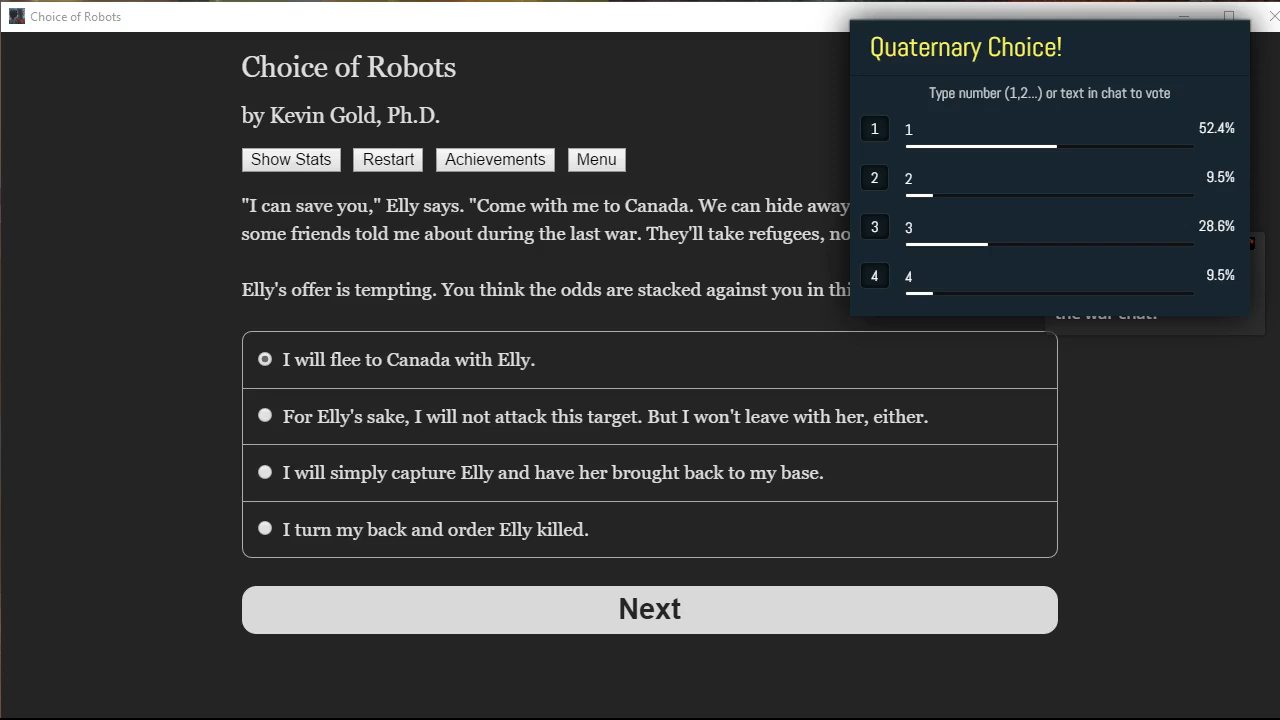 Choice of Robots
Choice of Robots
by Kevin Gold, Ph.D.
Show Stats Restart Achievements Menu
"I can save you," Elly says. "Come with me to Canada. We can hide away
some friends told me about during the last war. They'll take refugees, no
Elly's offer is tempting. You think the odds are stacked against you in thi
I will flee to Canada with Elly.
For Elly's sake, I will not attack this target. But I won't leave with her, either.
I will simply capture Elly and have her brought back to my base.
I turn my back and order Elly killed.
Next
Quaternary Choice!
Type number (1,2...) or text in chat to vote
1 1 52.4%
2 2 9.5%
3 3 28.6%
4 4 9.5%
the war chat!